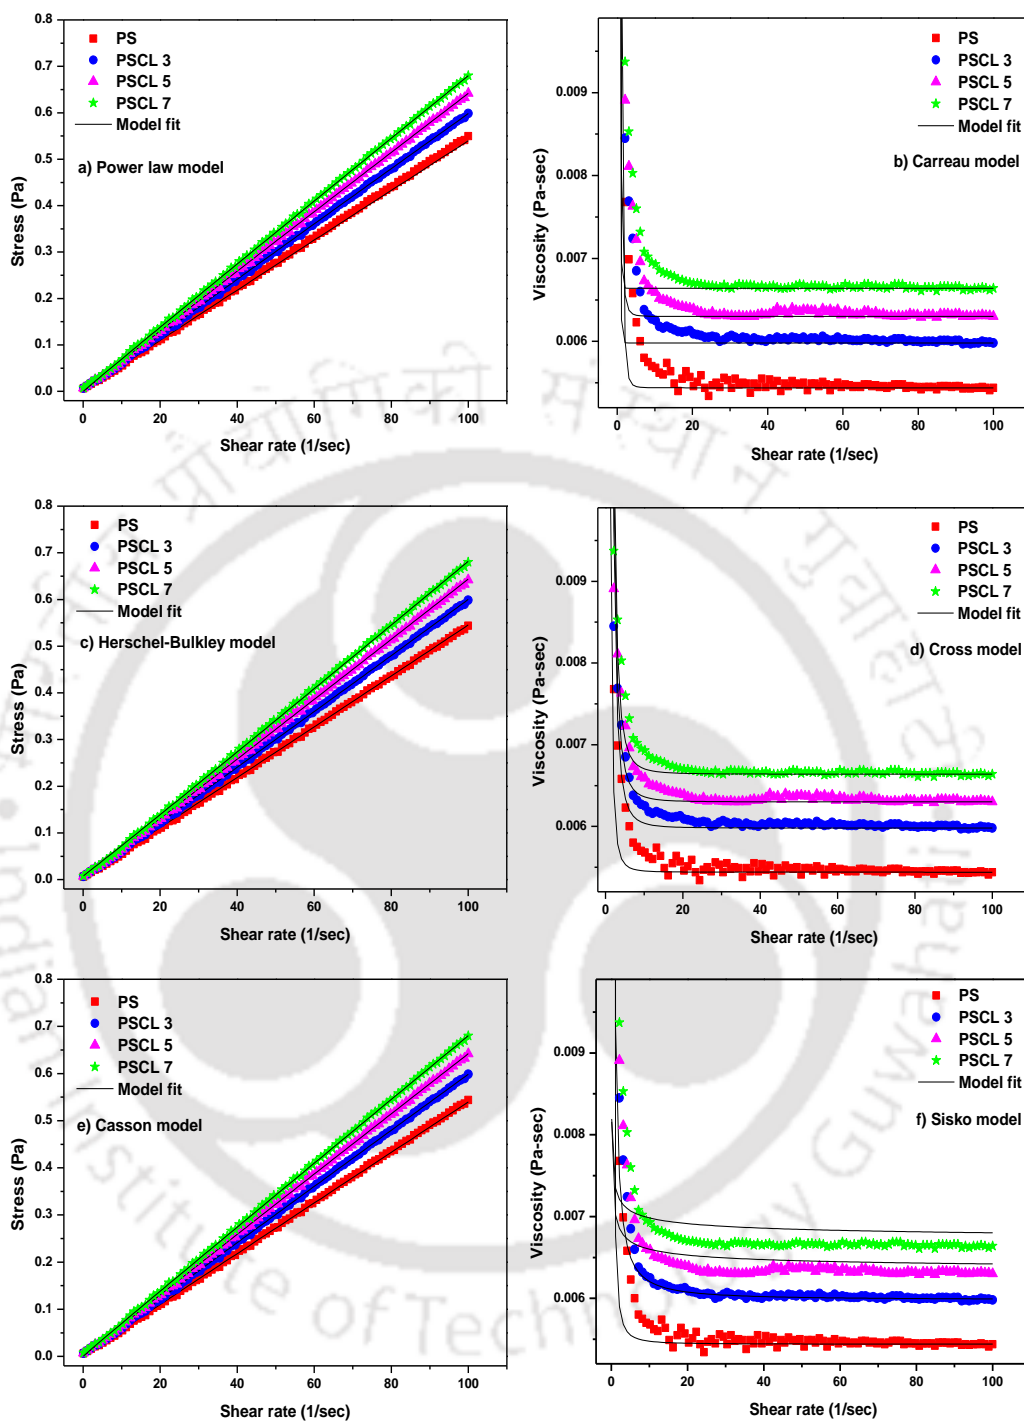 0.8
0.7
0.6
0.5
0.4
0.3
0.2
0.1
0.0
0 20 40 60 80 100
Stress (Pa)
Shear rate (1/sec)
PS
PSCL 3
PSCL 5
PSCL 7
Model fit
a) Power law model
0.009
0.008
0.007
0.006
0 20 40 60 80 100
Viscosity (Pa-sec)
Shear rate (1/sec)
PS
PSCL 3
PSCL 5
PSCL 7
Model fit
b) Carreau model
0.8
0.7
0.6
0.5
0.4
0.3
0.2
0.1
0.0
0 20 40 60 80 100
Stress (Pa)
Shear rate (1/sec)
PS
PSCL 3
PSCL 5
PSCL 7
Model fit
c) Herschel-Bulkley model
0.009
0.008
0.007
0.006
0 20 40 60 80 100
Viscosity (Pa-sec)
Shear rate (1/sec)
PS
PSCL 3
PSCL 5
PSCL 7
Model fit
d) Cross model
0.8
0.7
0.6
0.5
0.4
0.3
0.2
0.1
0.0
0 20 40 60 80 100
Stress (Pa)
Shear rate (1/sec)
PS
PSCL 3
PSCL 5
PSCL 7
Model fit
e) Casson model
0.009
0.008
0.007
0.006
0 20 40 60 80 100
Viscosity (Pa-sec)
Shear rate (1/sec)
PS
PSCL 3
PSCL 5
PSCL 7
Model fit
f) Sisko model
Indian Institute of Technology Guwahati